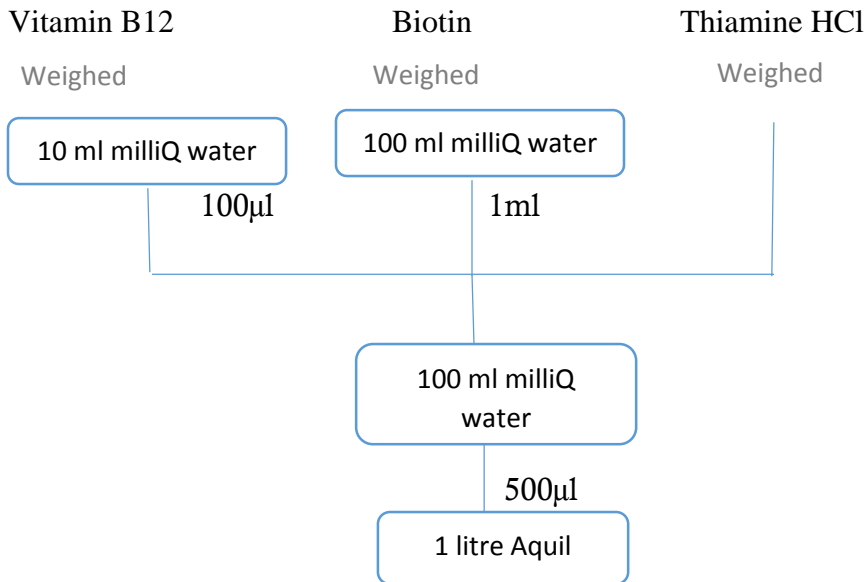 Vitamin B12 Biotin Thiamine HCl
Weighed Weighed Weighed
10 ml milliQ water 100 ml milliQ water
100µl 1ml
100 ml milliQ
water
500µl
1 litre Aquil